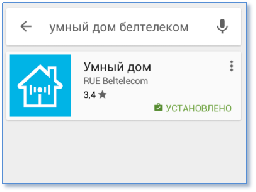 умный дом белтелеком
Умный дом
RUE Beltelecom
3,4 ★
УСТАНОВЛЕНО